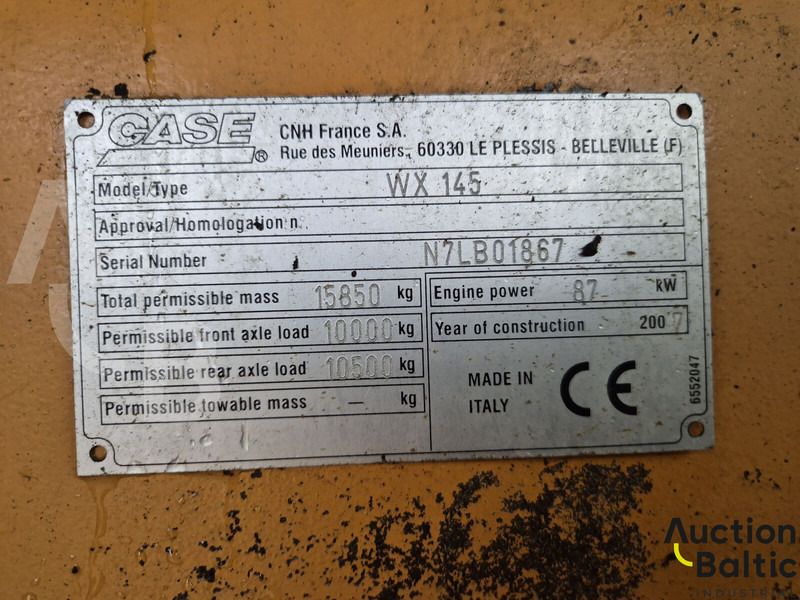 CASE ®
CNH France S.A.
Rue des Meuniers. 60330 LE PLESSIS - BELLEVILLE (F)
Model/Type WX 145
Approval/Homologation n.
Serial Number N7LB01867
Total permissible mass 15850 kg
Permissible front axle load 10000 kg
Permissible rear axle load 10500 kg
Permissible towable mass — kg
Engine power 87 kW
Year of construction 2007
MADE IN
ITALY
CE
6552047
Auction
Baltic
INDUSTRIAL